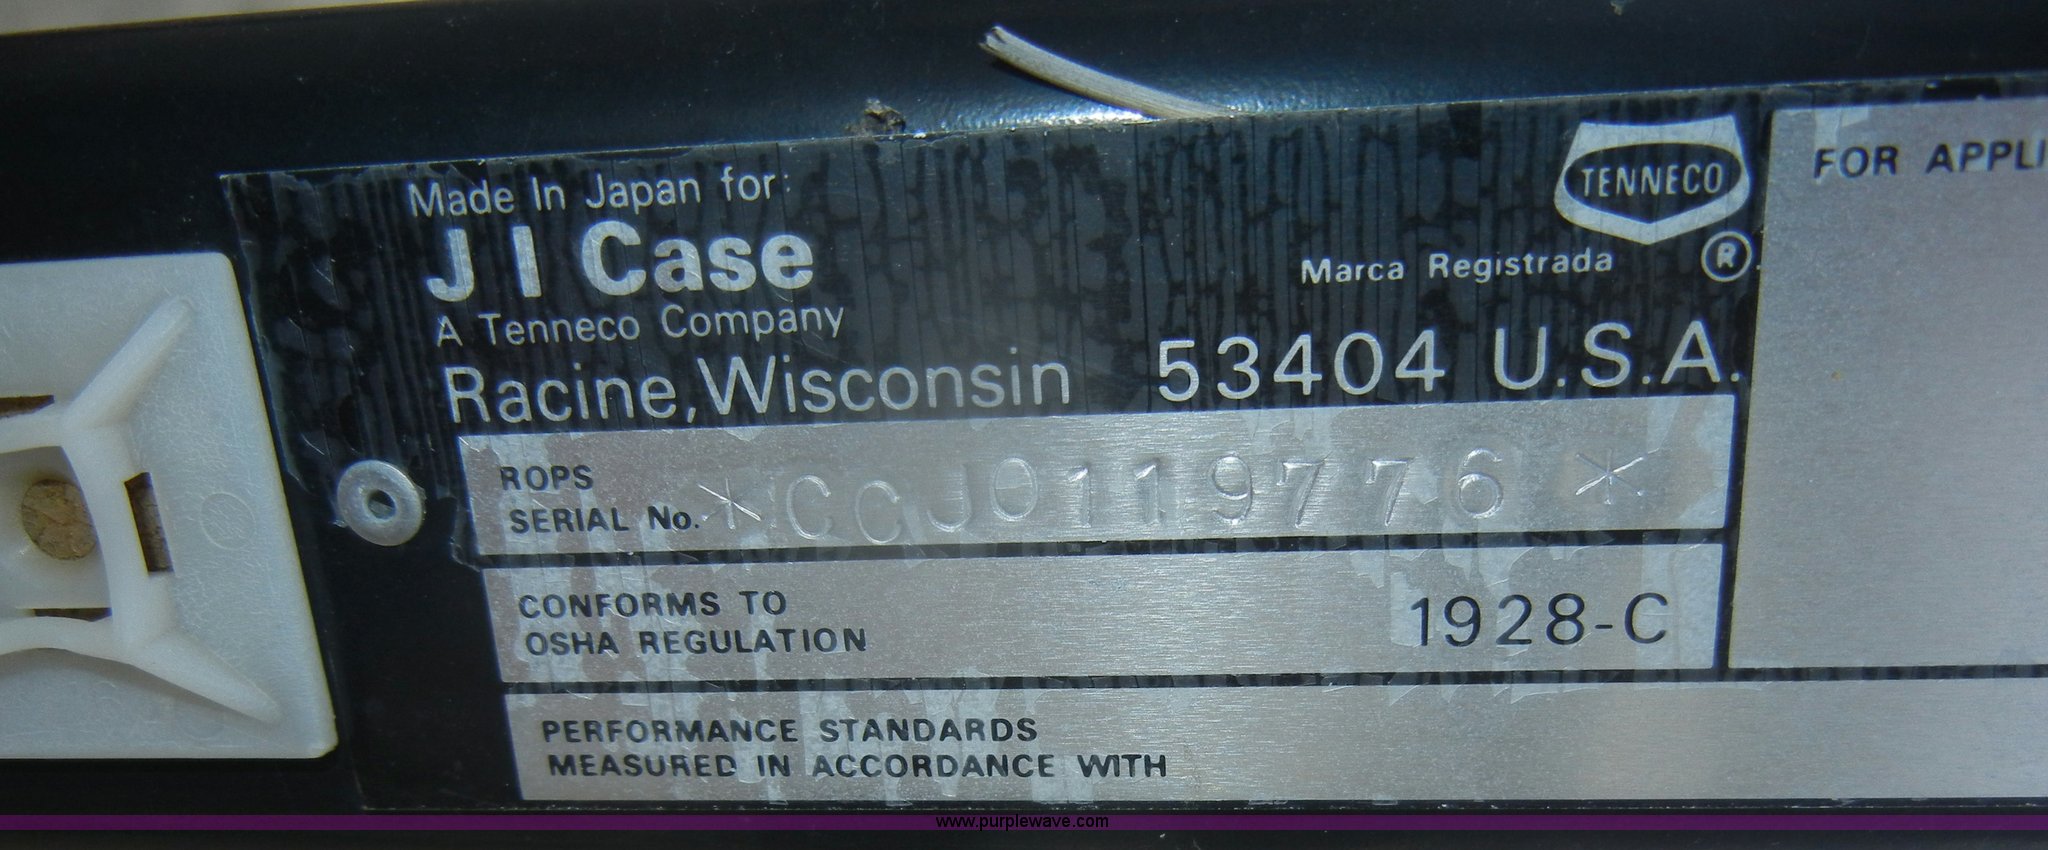 Made In Japan for:
J I Case
A Tenneco Company
Racine, Wisconsin 53404 U.S.A.
TENNECO
Marca Registrada ®
FOR APPLI
ROPS
SERIAL No. *CCJ0119776*
CONFORMS TO
OSHA REGULATION 1928-C
PERFORMANCE STANDARDS
MEASURED IN ACCORDANCE WITH
www.purplewave.com